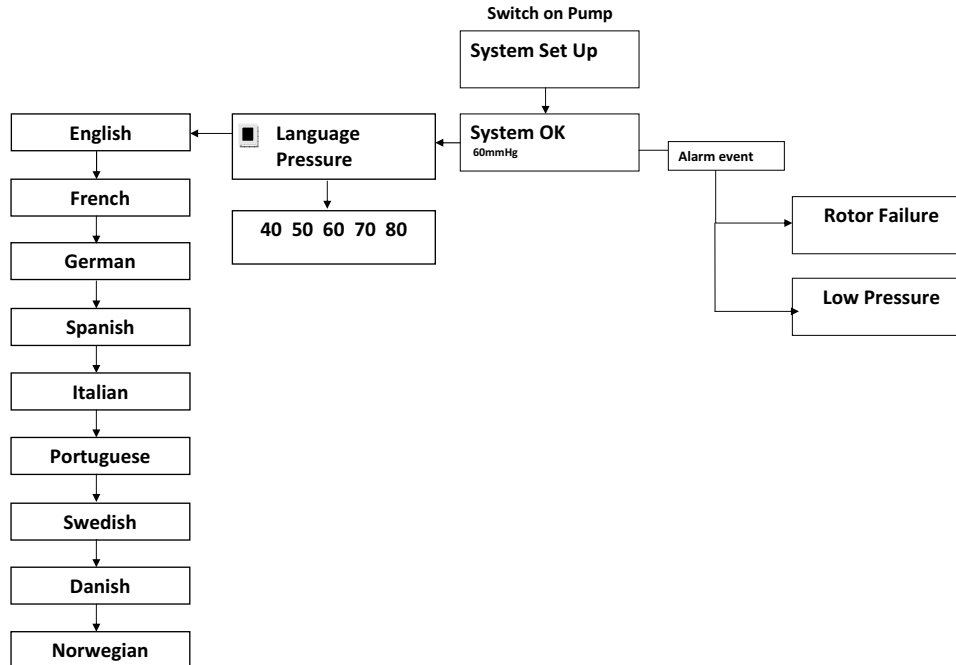 Switch on Pump
System Set Up
System OK
60mmHg
Language
Pressure
40 50 60 70 80
English
French
German
Spanish
Italian
Portuguese
Swedish
Danish
Norwegian
Alarm event
Rotor Failure
Low Pressure